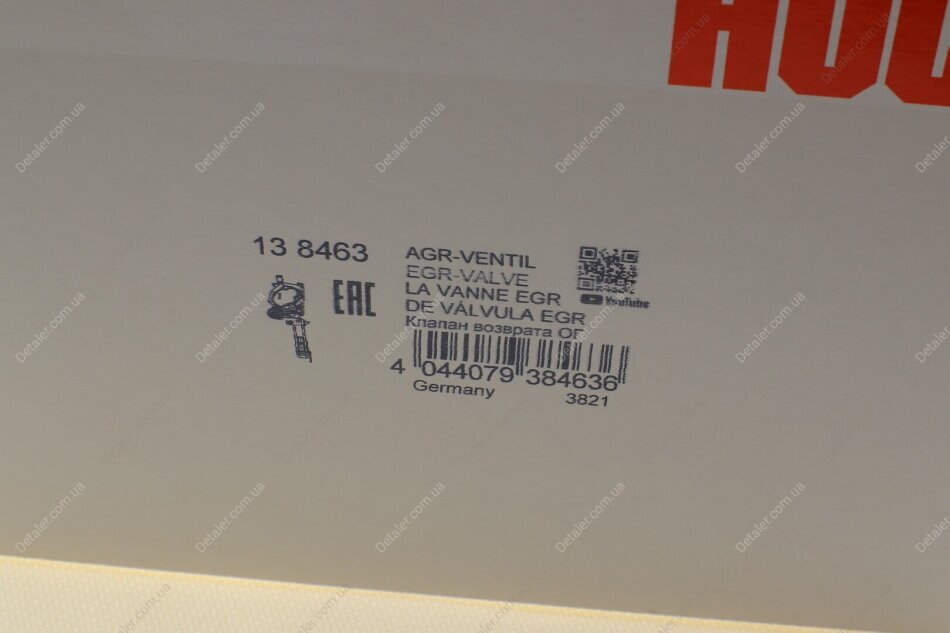 13 8463
AGR-VENTIL
EGR-VALVE
LA VANNE EGR
DE VÁLVULA EGR
Клапан возврата ОГ
EAC
YouTube
4 044079 384636
Germany
3821
Detaler.com.ua